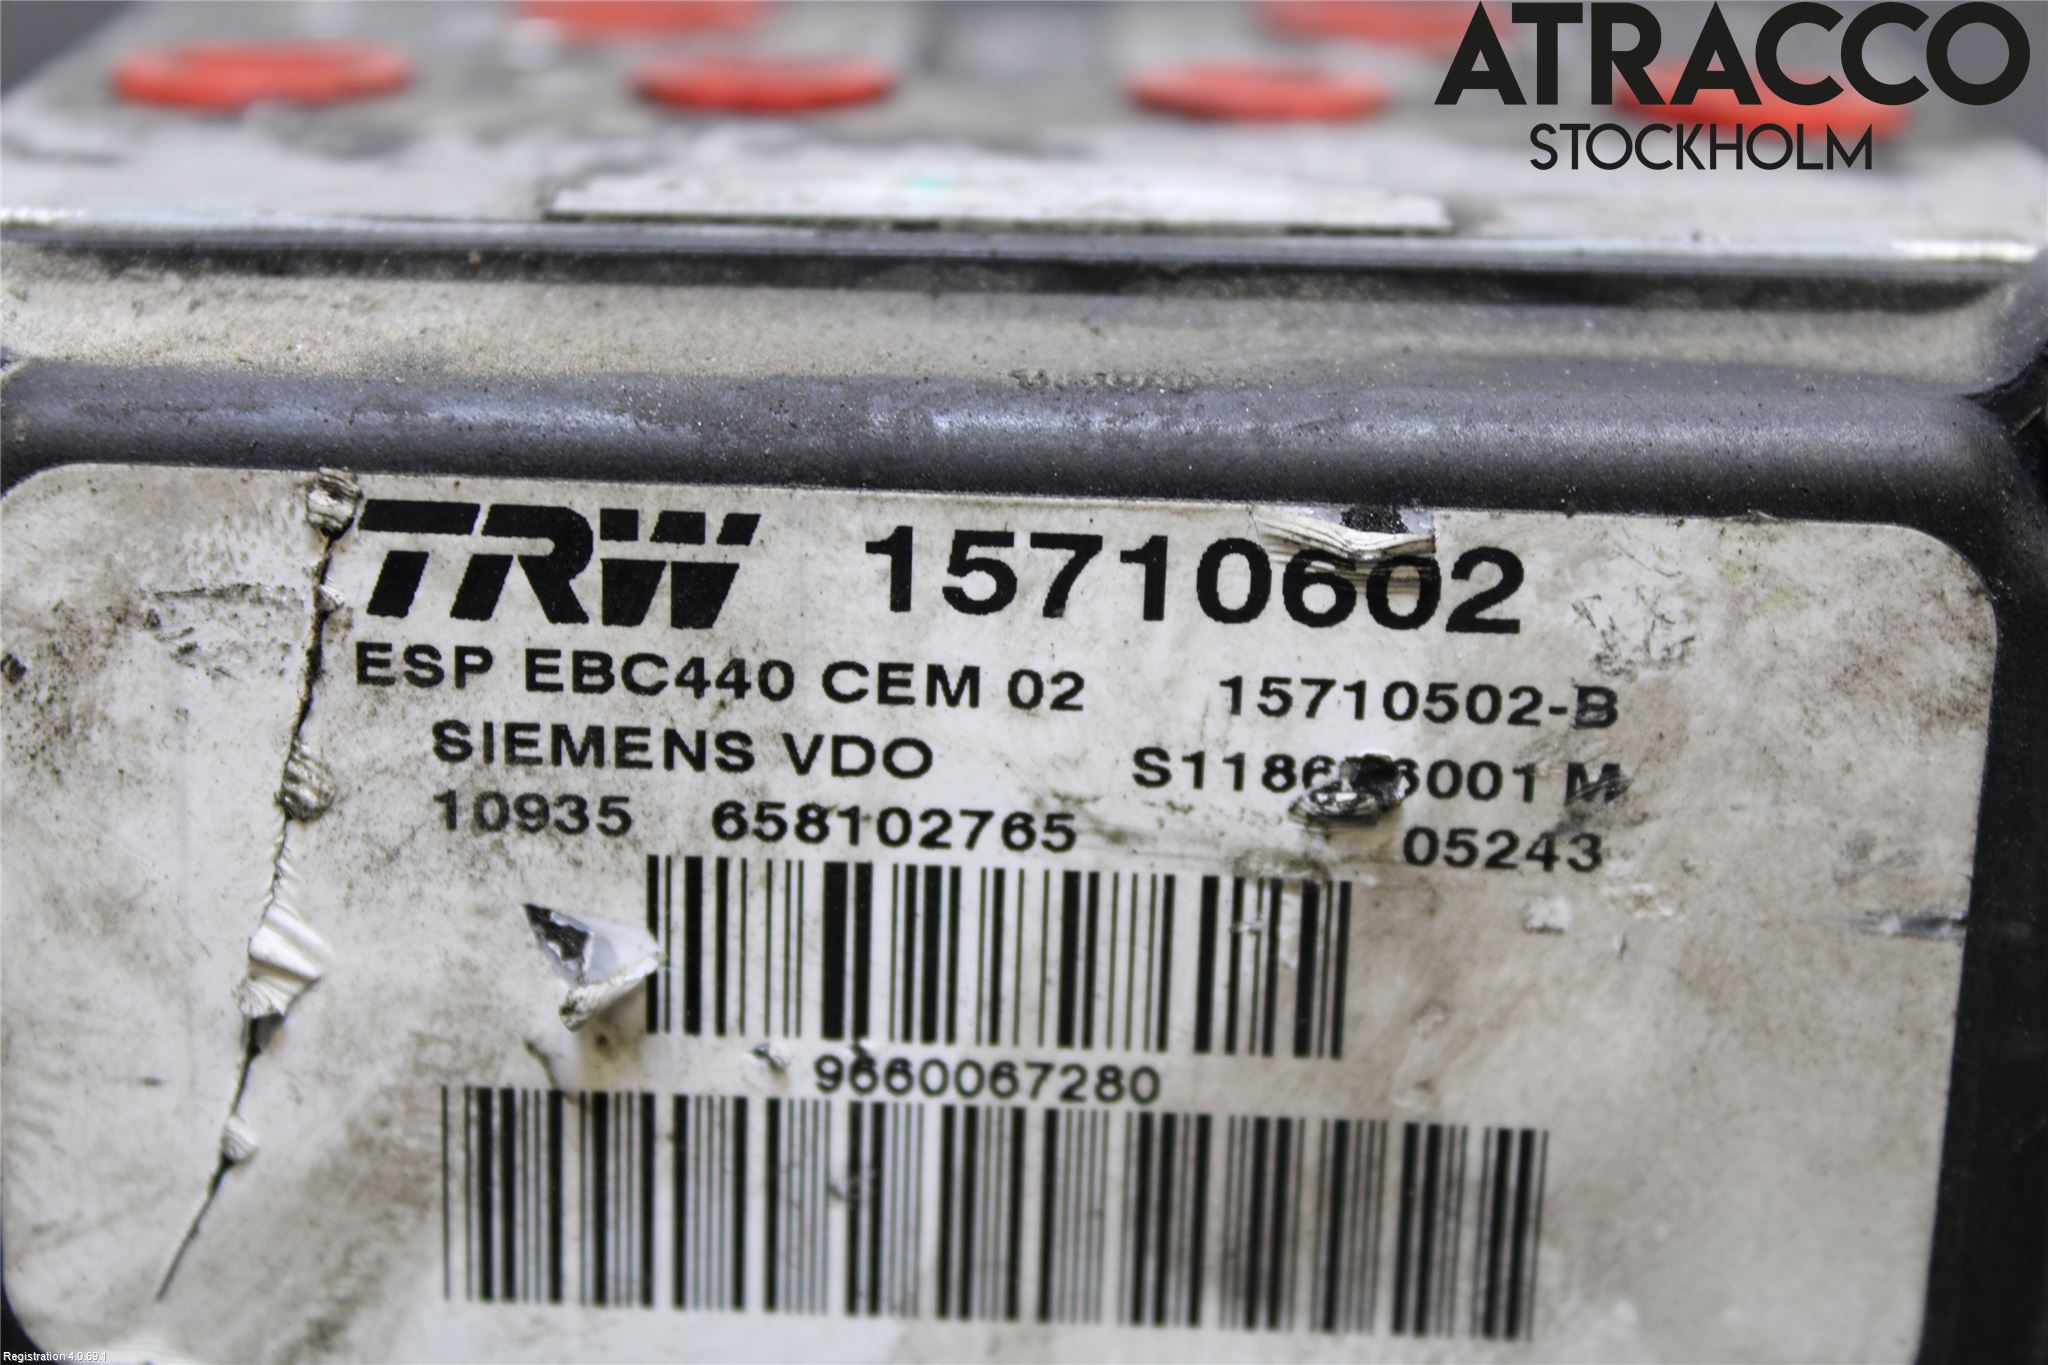 ATRACCO
STOCKHOLM
TRW 15710602
ESP EBC440 CEM 02 15710502-B
SIEMENS VDO
10935 658102765 05243
9660067280
Registration 4.0.69.1